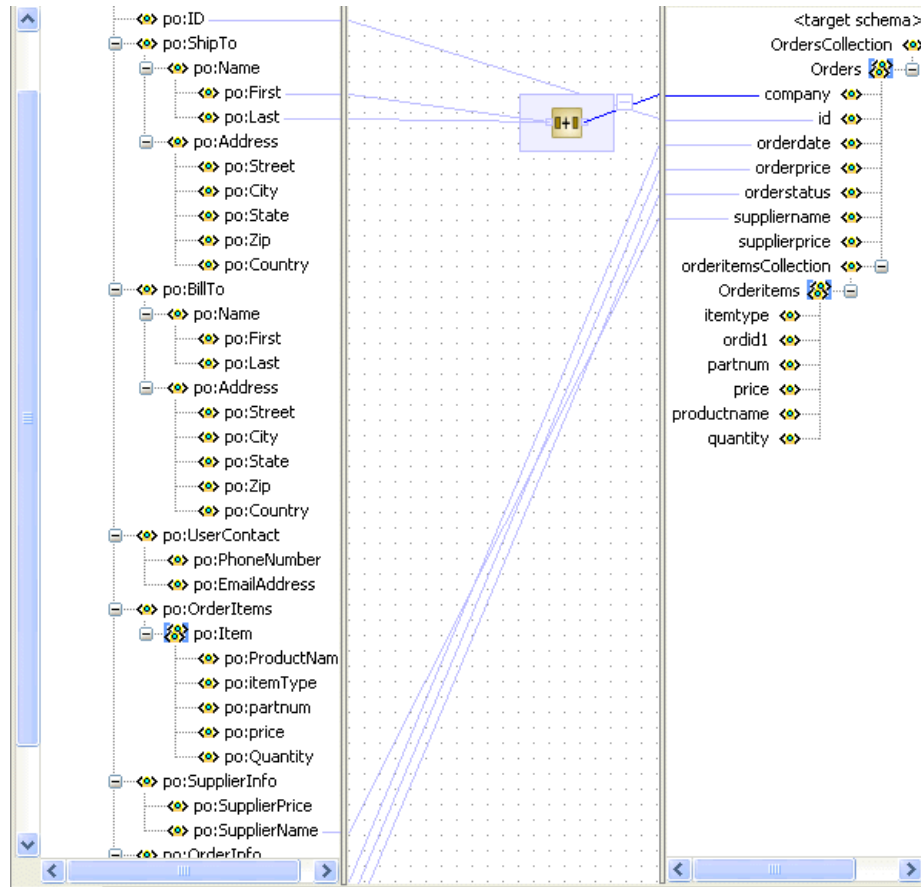 po:ID
po:ShipTo
po:Name
po:First
po:Last
po:Address
po:Street
po:City
po:State
po:Zip
po:Country
po:BillTo
po:Name
po:First
po:Last
po:Address
po:Street
po:City
po:State
po:Zip
po:Country
po:UserContact
po:PhoneNumber
po:EmailAddress
po:OrderItems
po:Item
po:ProductNam
po:itemType
po:partnum
po:price
po:Quantity
po:SupplierInfo
po:SupplierPrice
po:SupplierName
po:OrderInfo
<target schema>
OrdersCollection
Orders
company
id
orderdate
orderprice
orderstatus
suppliername
supplierprice
orderitemsCollection
Orderitems
itemtype
ordid1
partnum
price
productname
quantity